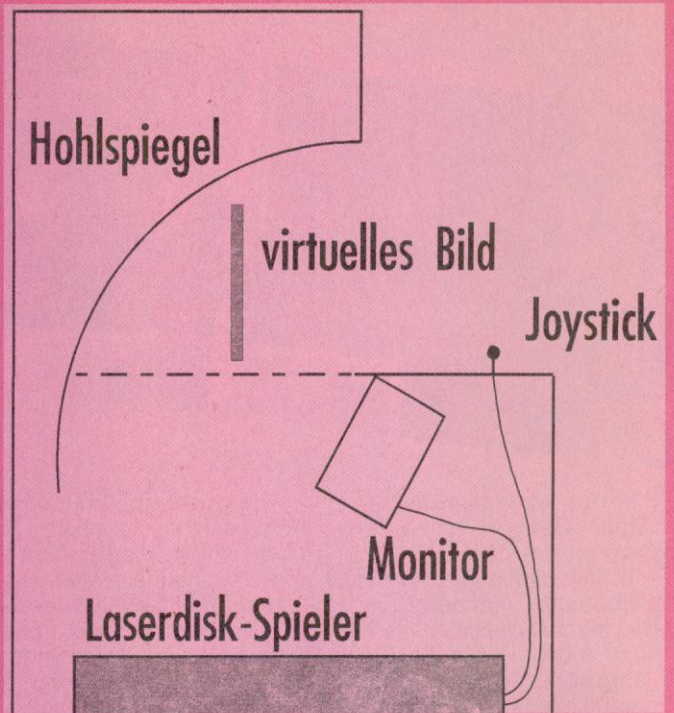 Hohlspiegel
virtuelles Bild
Joystick
Monitor
Laserdisk-Spieler